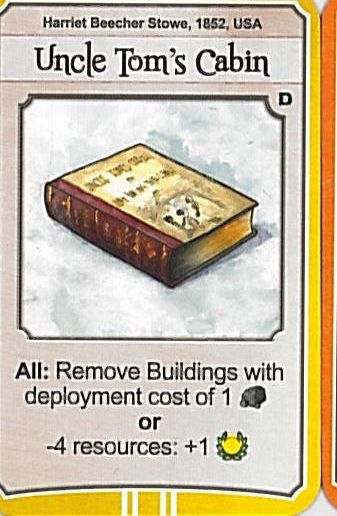 Harriet Beecher Stowe, 1852, USA
Uncle Tom's Cabin
D
All: Remove Buildings with
deployment cost of 1
or
-4 resources: +1